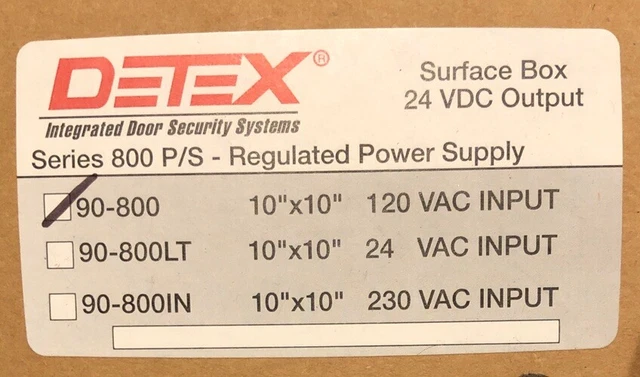 DETEX®
Integrated Door Security Systems
Surface Box
24 VDC Output
Series 800 P/S - Regulated Power Supply
90-800 10"x10" 120 VAC INPUT
90-800LT 10"x10" 24 VAC INPUT
90-800IN 10"x10" 230 VAC INPUT